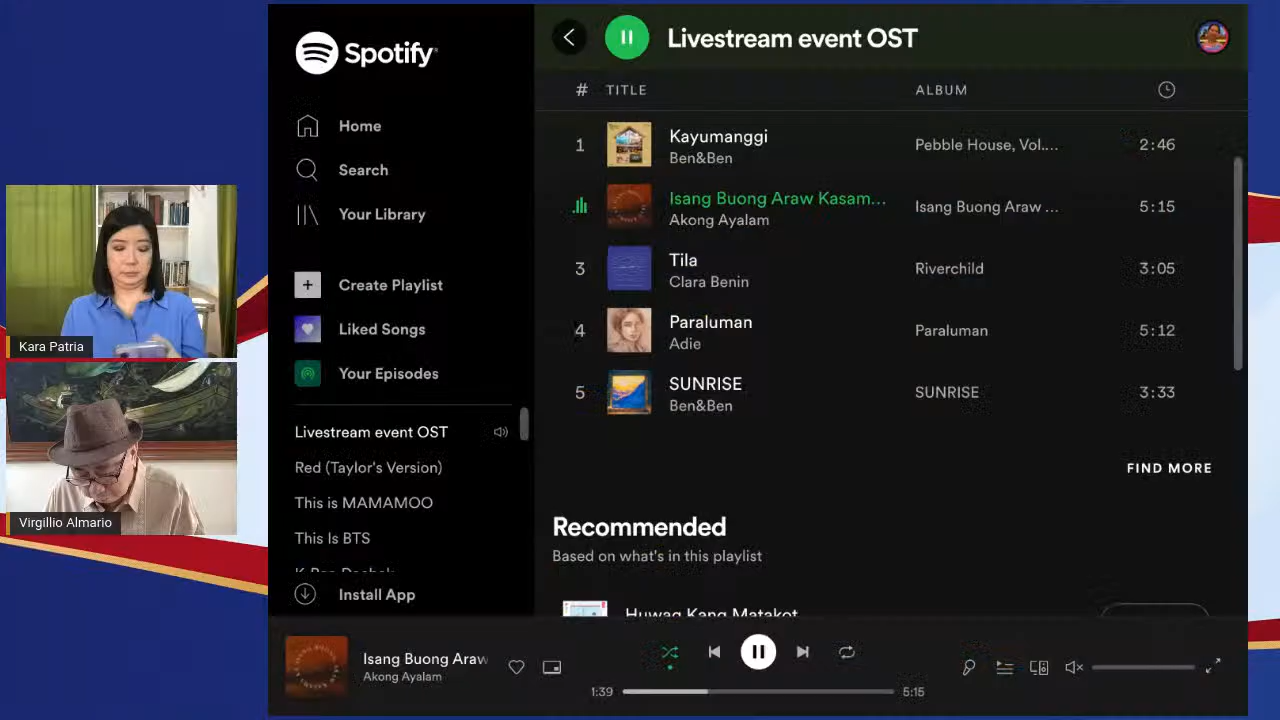 Spotify
Home
Search
Your Library
Create Playlist
Liked Songs
Your Episodes
Livestream event OST
Red (Taylor's Version)
This is MAMAMOO
This Is BTS
Install App
Livestream event OST
# TITLE ALBUM
1 Kayumanggi Pebble House, Vol.... 2:46
Ben&Ben
Isang Buong Araw Kasam... Isang Buong Araw ... 5:15
Akong Ayalam
3 Tila Riverchild 3:05
Clara Benin
4 Paraluman Paraluman 5:12
Adie
5 SUNRISE SUNRISE 3:33
Ben&Ben
FIND MORE
Recommended
Based on what's in this playlist
Huwag Kang Matakot
Kara Patria
Virgillio Almario
Isang Buong Araw
Akong Ayalam
1:39 5:15